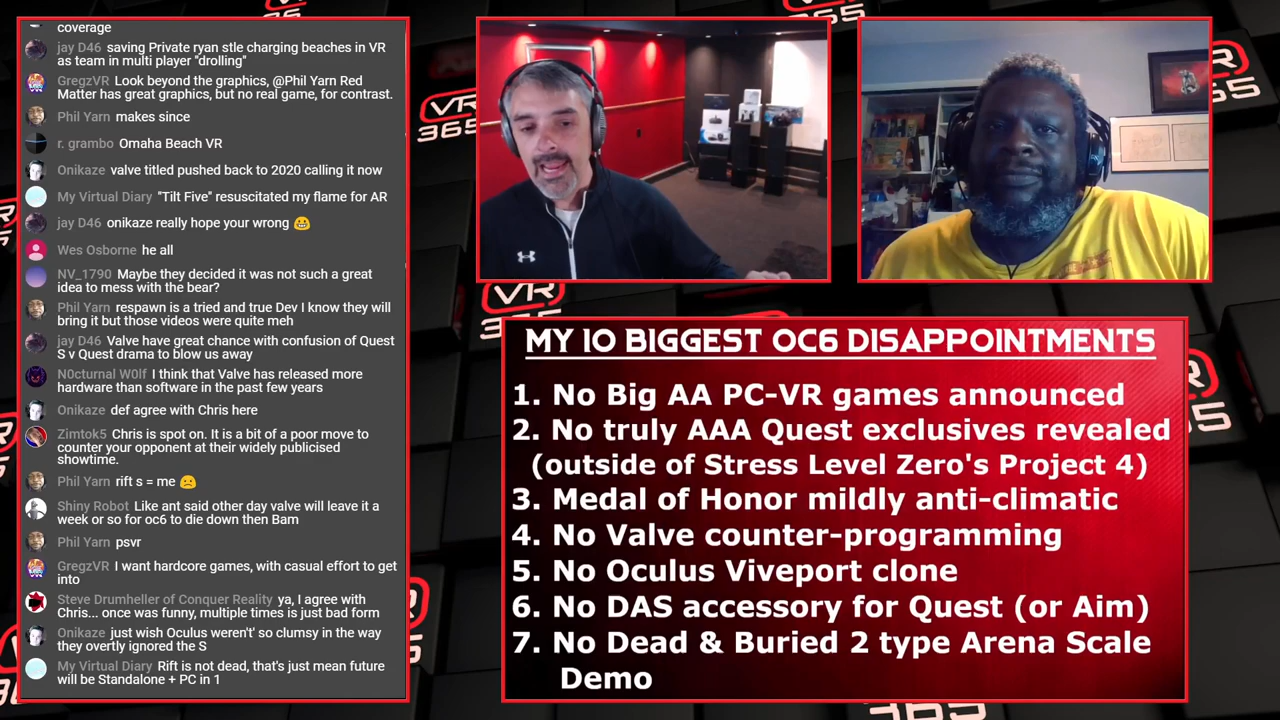 coverage
jay D46 saving Private ryan stle charging beaches in VR
as team in multi player "drolling"
GregzVR Look beyond the graphics, @Phil Yarn Red
Matter has great graphics, but no real game, for contrast.
Phil Yarn makes since
r. grambo Omaha Beach VR
Onikaze valve titled pushed back to 2020 calling it now
My Virtual Diary "Tilt Five" resuscitated my flame for AR
jay D46 onikaze really hope your wrong 😬
Wes Osborne he all
NV_1790 Maybe they decided it was not such a great
idea to mess with the bear?
Phil Yarn respawn is a tried and true Dev I know they will
bring it but those videos were quite meh
jay D46 Valve have great chance with confusion of Quest
S v Quest drama to blow us away
N0cturnal W0lf I think that Valve has released more
hardware than software in the past few years
Onikaze def agree with Chris here
Zimtok5 Chris is spot on. It is a bit of a poor move to
counter your opponent at their widely publicised
showtime.
Phil Yarn rift s = me ☹️
Shiny Robot Like ant said other day valve will leave it a
week or so for oc6 to die down then Bam
Phil Yarn psvr
GregzVR I want hardcore games, with casual effort to get
into
Steve Drumheller of Conquer Reality ya, I agree with
Chris... once was funny, multiple times is just bad form
Onikaze just wish Oculus weren't' so clumsy in the way
they overtly ignored the S
My Virtual Diary Rift is not dead, that's just mean future
will be Standalone + PC in 1
VR
365
MY 10 BIGGEST OC6 DISAPPOINTMENTS
1. No Big AA PC-VR games announced
2. No truly AAA Quest exclusives revealed
(outside of Stress Level Zero's Project 4)
3. Medal of Honor mildly anti-climatic
4. No Valve counter-programming
5. No Oculus Viveport clone
6. No DAS accessory for Quest (or Aim)
7. No Dead & Buried 2 type Arena Scale
Demo